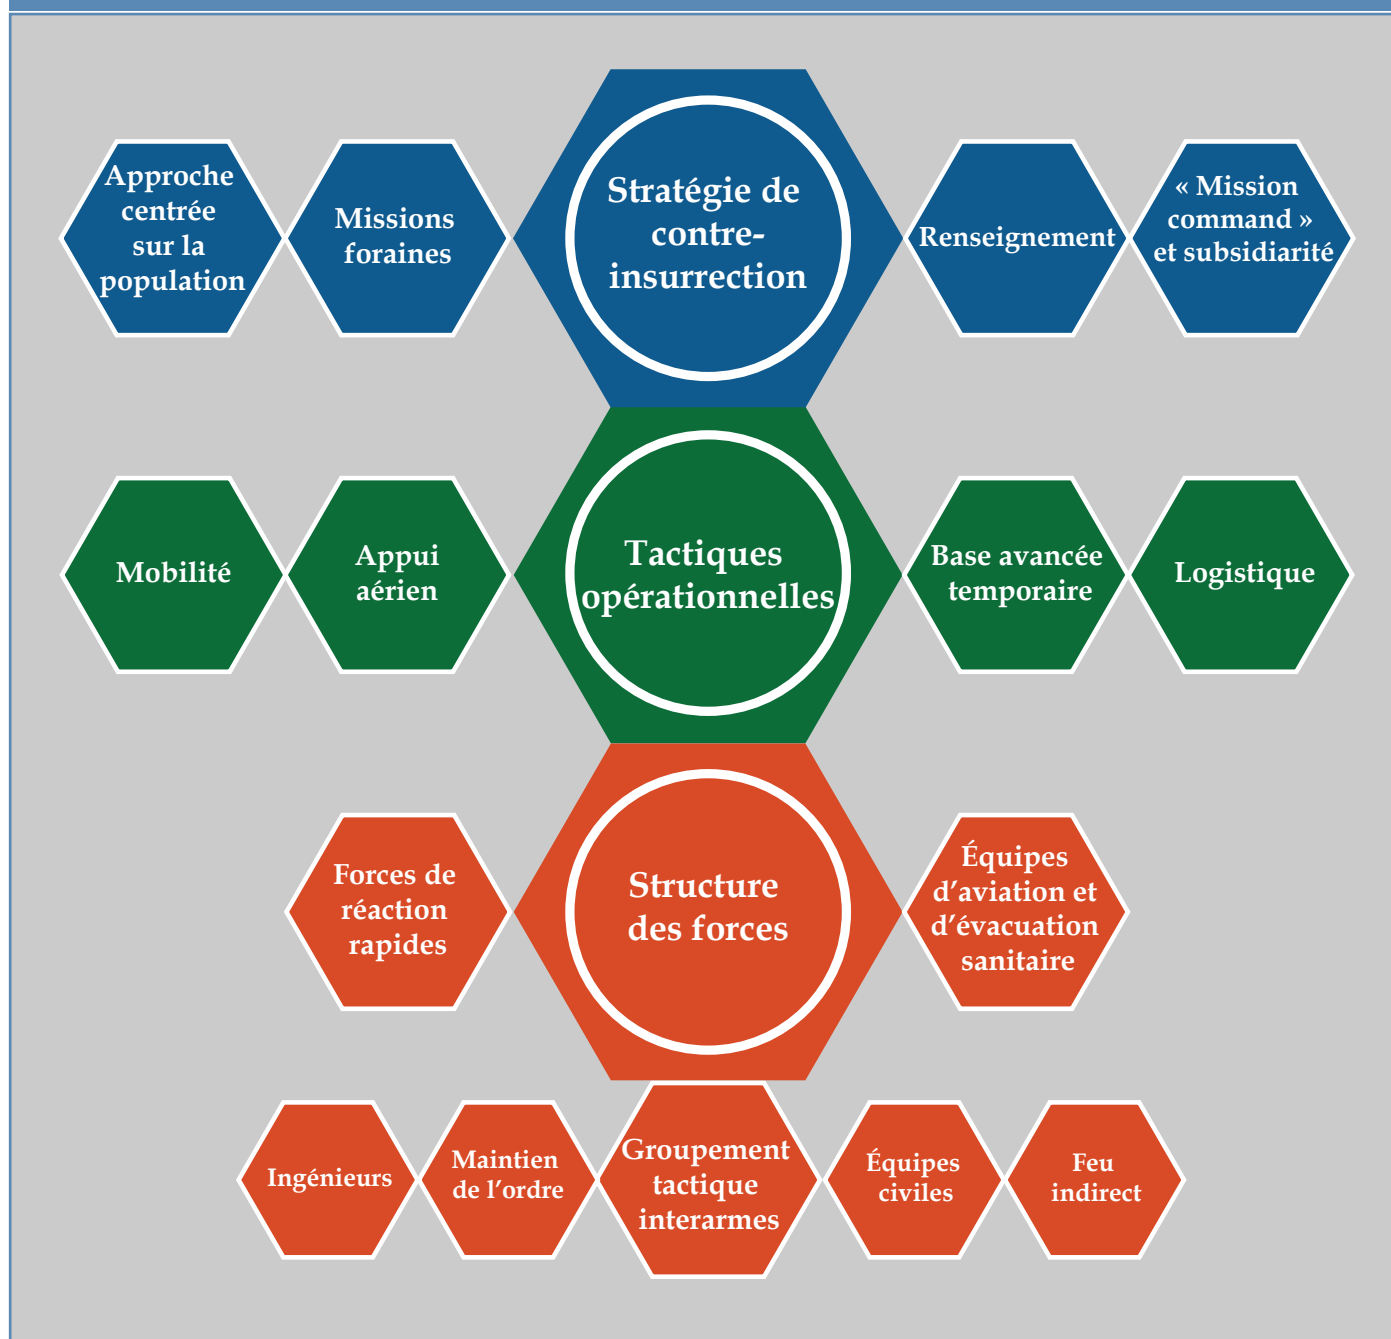 Approche
centrée
sur la
population
Missions
foraines
Stratégie de
contre-
insurrection
Renseignement
« Mission
command »
et subsidiarité
Mobilité
Appui
aérien
Tactiques
opérationnelles
Base avancée
temporaire
Logistique
Forces de
réaction
rapides
Structure
des forces
Équipes
d’aviation et
d’évacuation
sanitaire
Ingénieurs
Maintien
de l’ordre
Groupement
tactique
interarmes
Équipes
civiles
Feu
indirect